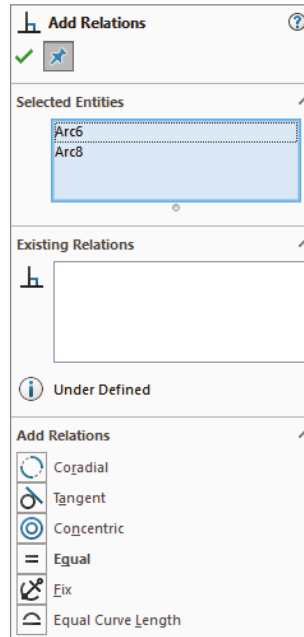 Add Relations
Selected Entities
Arc6
Arc8
Existing Relations
Under Defined
Add Relations
Coradial
Tangent
Concentric
Equal
Fix
Equal Curve Length